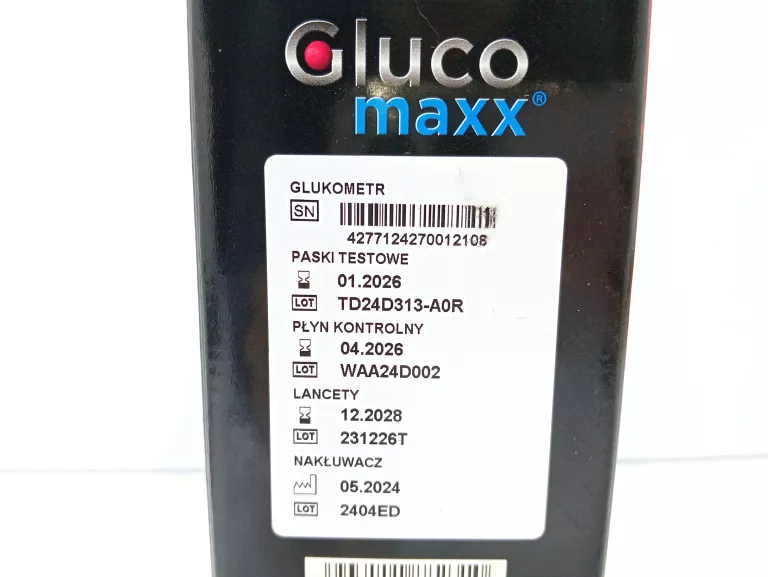 Gluco
maxx®
GLUKOMETR
SN
4277124270012108
PASKI TESTOWE
01.2026
LOT TD24D313-A0R
PŁYN KONTROLNY
04.2026
LOT WAA24D002
LANCETY
12.2028
LOT 231226T
NAKŁUWACZ
05.2024
LOT 2404ED